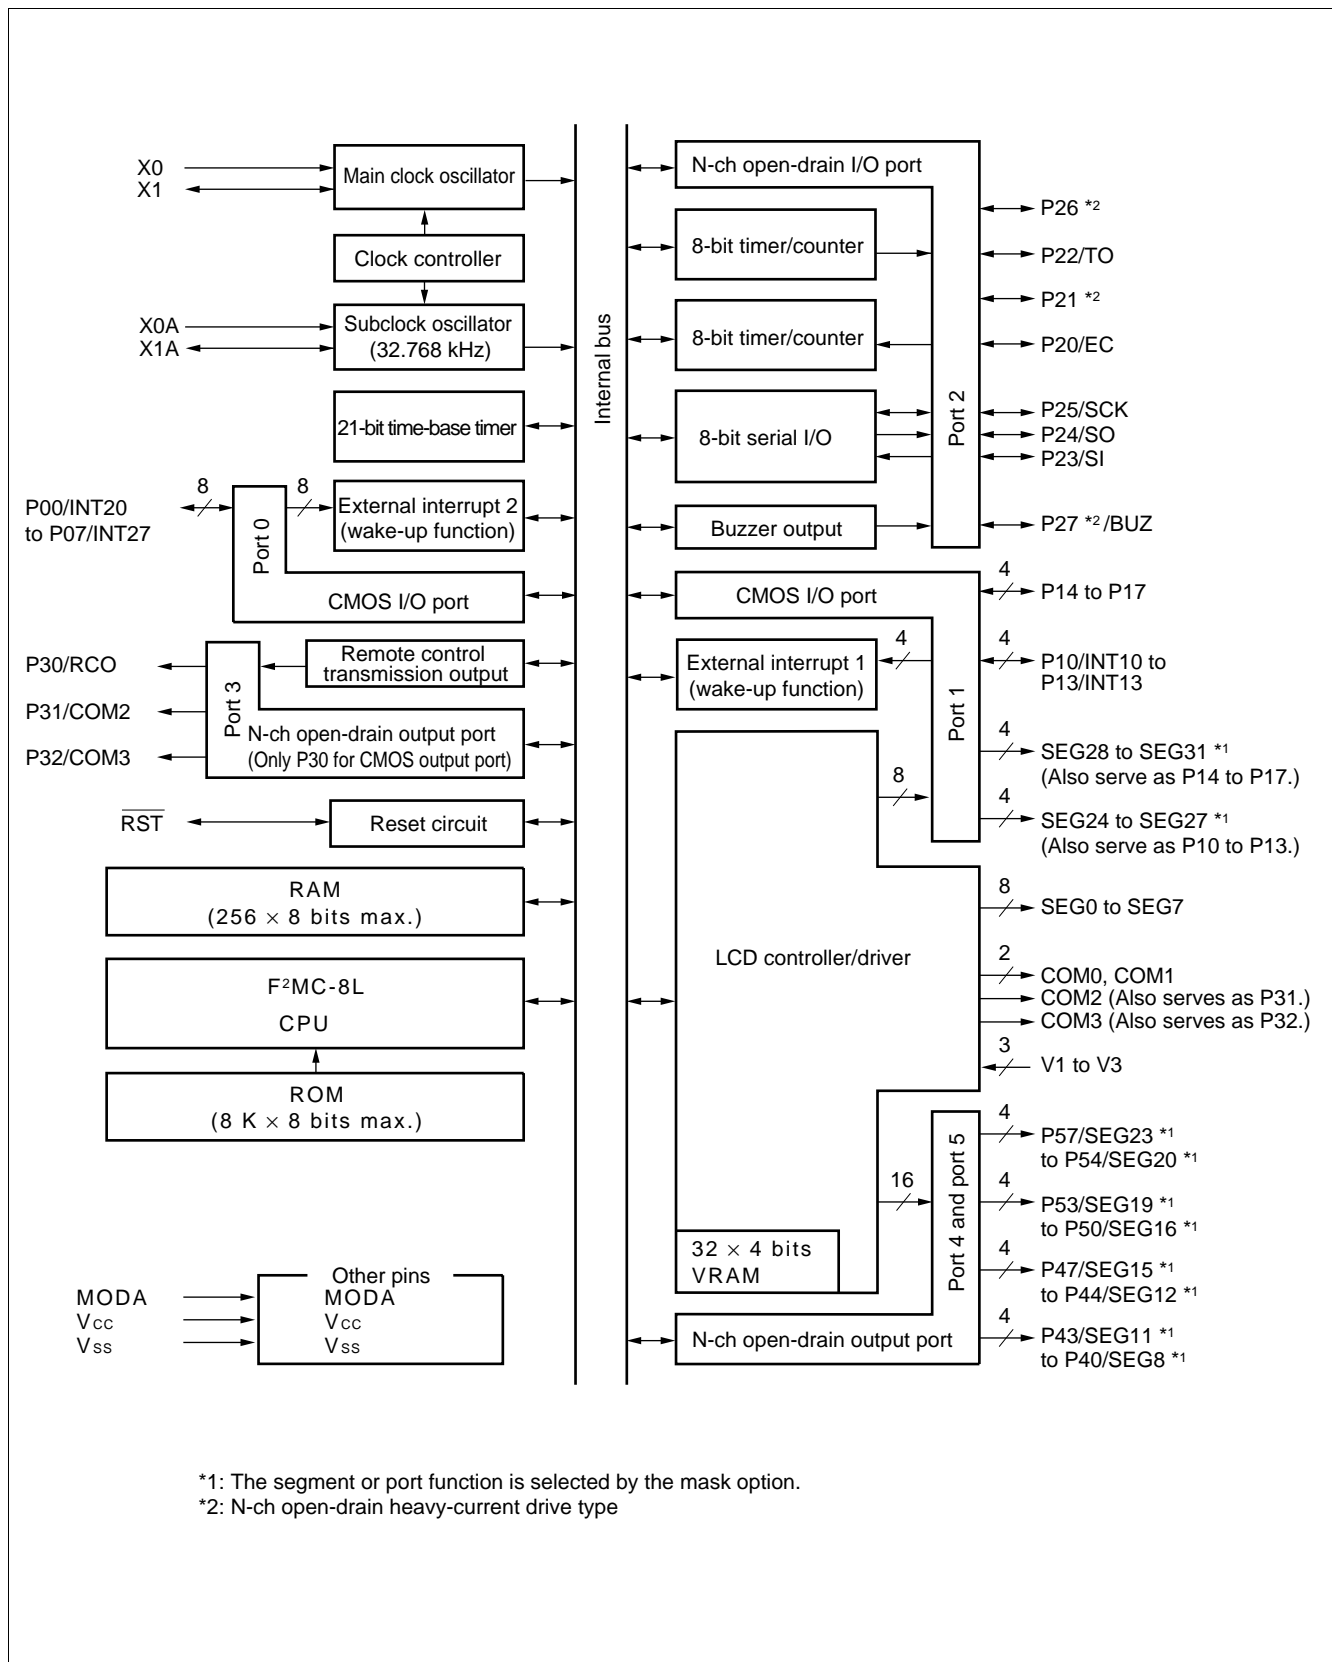 X0
X1
Main clock oscillator
Clock controller
X0A
X1A
Subclock oscillator
(32.768 kHz)
21-bit time-base timer
P00/INT20
to P07/INT27
8
8
Port 0
External interrupt 2
(wake-up function)
CMOS I/O port
P30/RCO
P31/COM2
P32/COM3
Port 3
Remote control
transmission output
N-ch open-drain output port
(Only P30 for CMOS output port)
RST
Reset circuit
RAM
(256 × 8 bits max.)
F²MC-8L
CPU
ROM
(8 K × 8 bits max.)
Other pins
MODA
VCC
VSS
MODA
VCC
VSS
Internal bus
N-ch open-drain I/O port
8-bit timer/counter
8-bit timer/counter
8-bit serial I/O
Buzzer output
Port 2
P26 *2
P22/TO
P21 *2
P20/EC
P25/SCK
P24/SO
P23/SI
P27 *2 /BUZ
CMOS I/O port
External interrupt 1
(wake-up function)
4
Port 1
4
P14 to P17
4
P10/INT10 to
P13/INT13
4
SEG28 to SEG31 *1
(Also serve as P14 to P17.)
8
4
SEG24 to SEG27 *1
(Also serve as P10 to P13.)
8
SEG0 to SEG7
LCD controller/driver
2
COM0, COM1
COM2 (Also serves as P31.)
COM3 (Also serves as P32.)
3
V1 to V3
32 × 4 bits
VRAM
16
Port 4 and port 5
4
P57/SEG23 *1
to P54/SEG20 *1
4
P53/SEG19 *1
to P50/SEG16 *1
4
P47/SEG15 *1
to P44/SEG12 *1
4
P43/SEG11 *1
to P40/SEG8 *1
N-ch open-drain output port
*1: The segment or port function is selected by the mask option.
*2: N-ch open-drain heavy-current drive type